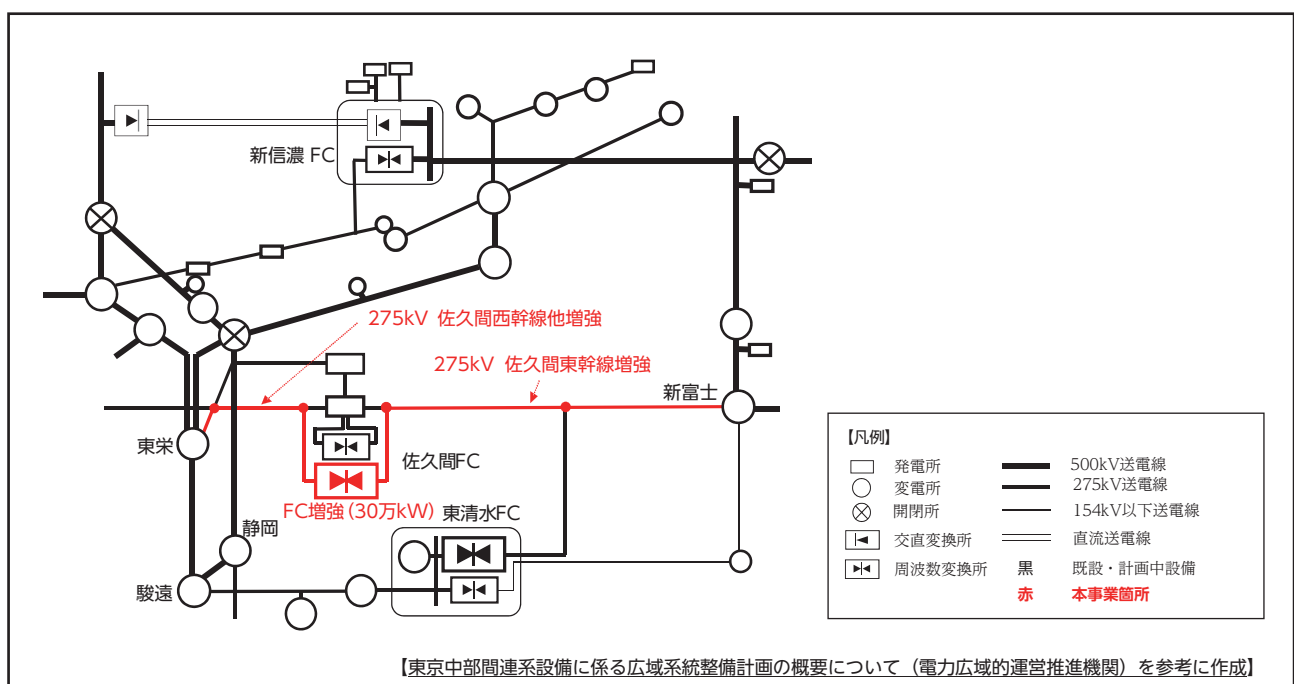 新信濃 FC
275kV 佐久間西幹線他増強
275kV 佐久間東幹線増強
新富士
東栄
佐久間FC
FC増強(30万kW)
東清水FC
静岡
駿遠
【凡例】
発電所
500kV送電線
変電所
275kV送電線
開閉所
154kV以下送電線
交直変換所
直流送電線
周波数変換所
黒
既設・計画中設備
赤
本事業箇所
【東京中部間連系設備に係る広域系統整備計画の概要について(電力広域的運営推進機関)を参考に作成】